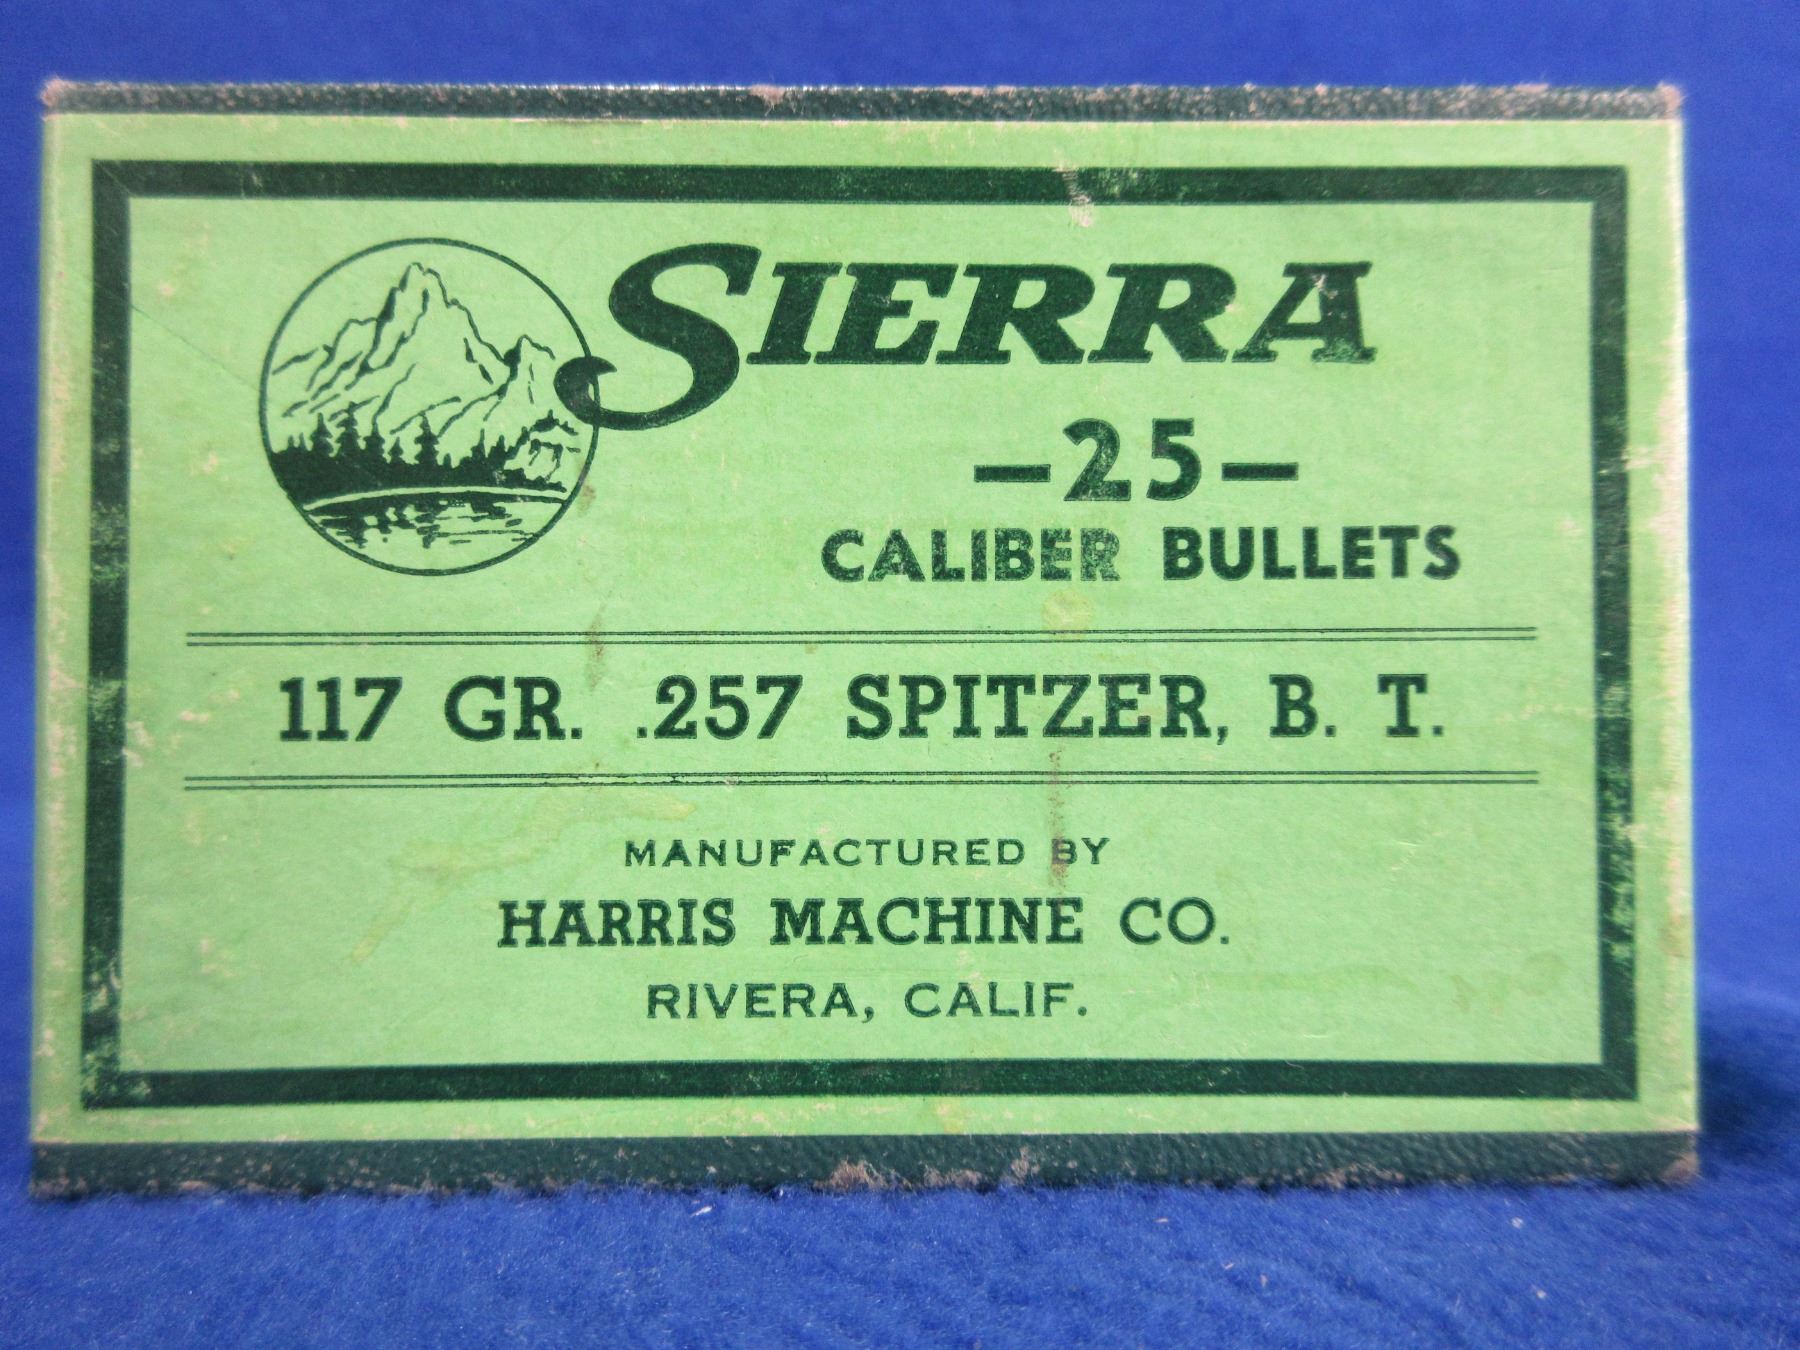 SIERRA
-25-
CALIBER BULLETS
117 GR. .257 SPITZER, B. T.
MANUFACTURED BY
HARRIS MACHINE CO.
RIVERA, CALIF.